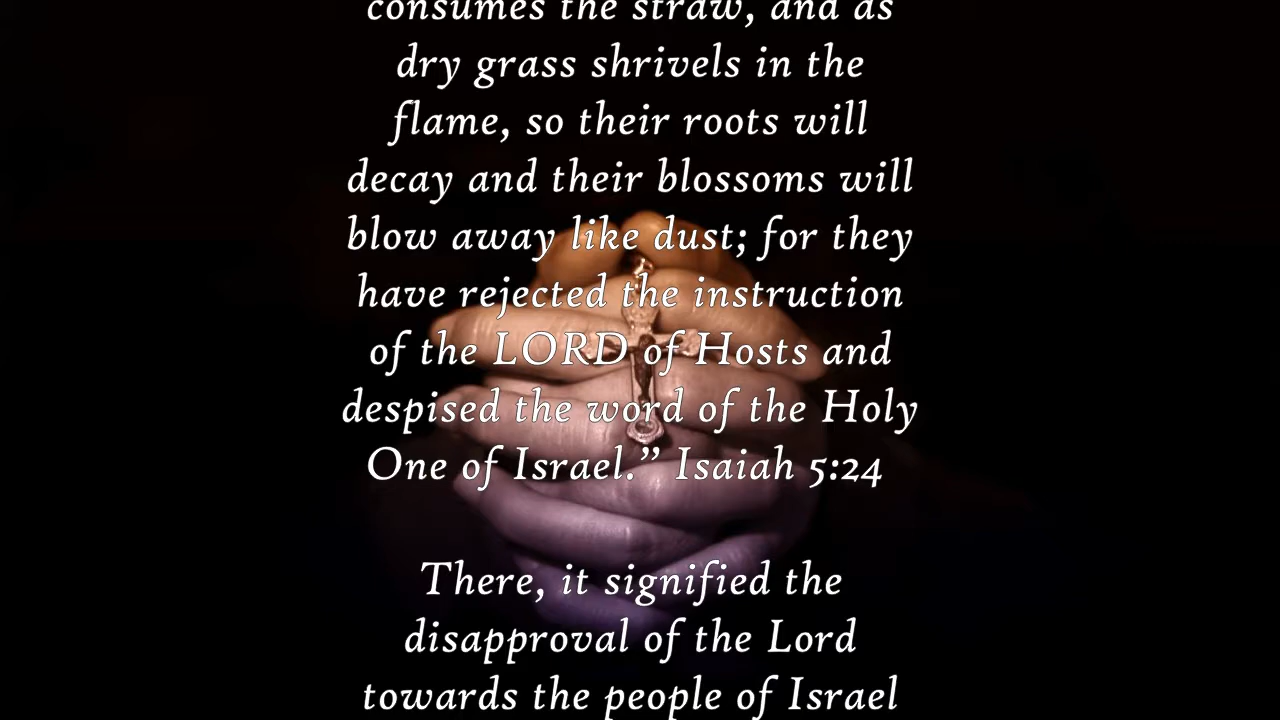 consumes the straw, and as
dry grass shrivels in the
flame, so their roots will
decay and their blossoms will
blow away like dust; for they
have rejected the instruction
of the LORD of Hosts and
despised the word of the Holy
One of Israel.” Isaiah 5:24
There, it signified the
disapproval of the Lord
towards the people of Israel